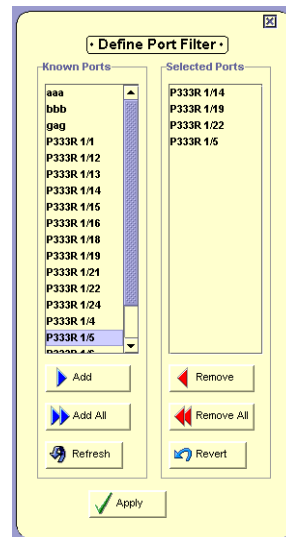 • Define Port Filter •
Known Ports
aaa
bbb
gag
P333R 1/1
P333R 1/12
P333R 1/13
P333R 1/14
P333R 1/15
P333R 1/16
P333R 1/18
P333R 1/19
P333R 1/21
P333R 1/22
P333R 1/24
P333R 1/4
P333R 1/5
P333R 1/6
Add
Add All
Refresh
Selected Ports
P333R 1/14
P333R 1/19
P333R 1/22
P333R 1/5
Remove
Remove All
Revert
Apply